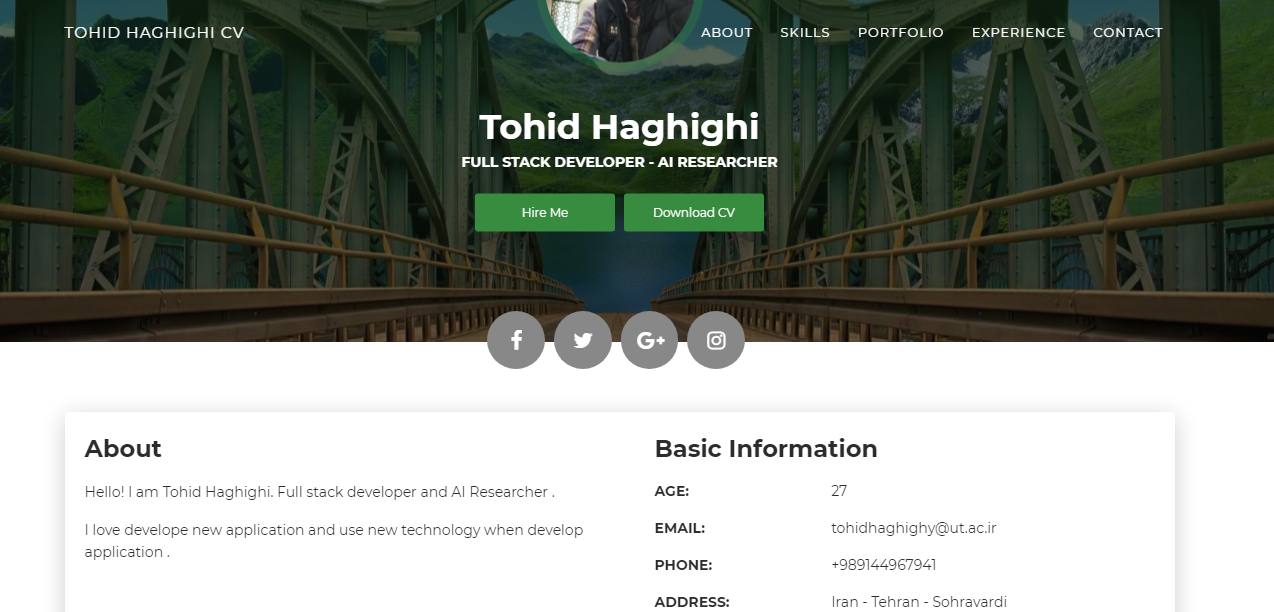 TOHID HAGHIGHI CV
ABOUT SKILLS PORTFOLIO EXPERIENCE CONTACT
Tohid Haghighi
FULL STACK DEVELOPER - AI RESEARCHER
Hire Me Download CV
About
Hello! I am Tohid Haghighi. Full stack developer and AI Researcher .
I love develope new application and use new technology when develop
application .
Basic Information
AGE: 27
EMAIL: tohidhaghighy@ut.ac.ir
PHONE: +989144967941
ADDRESS: Iran - Tehran - Sohravardi